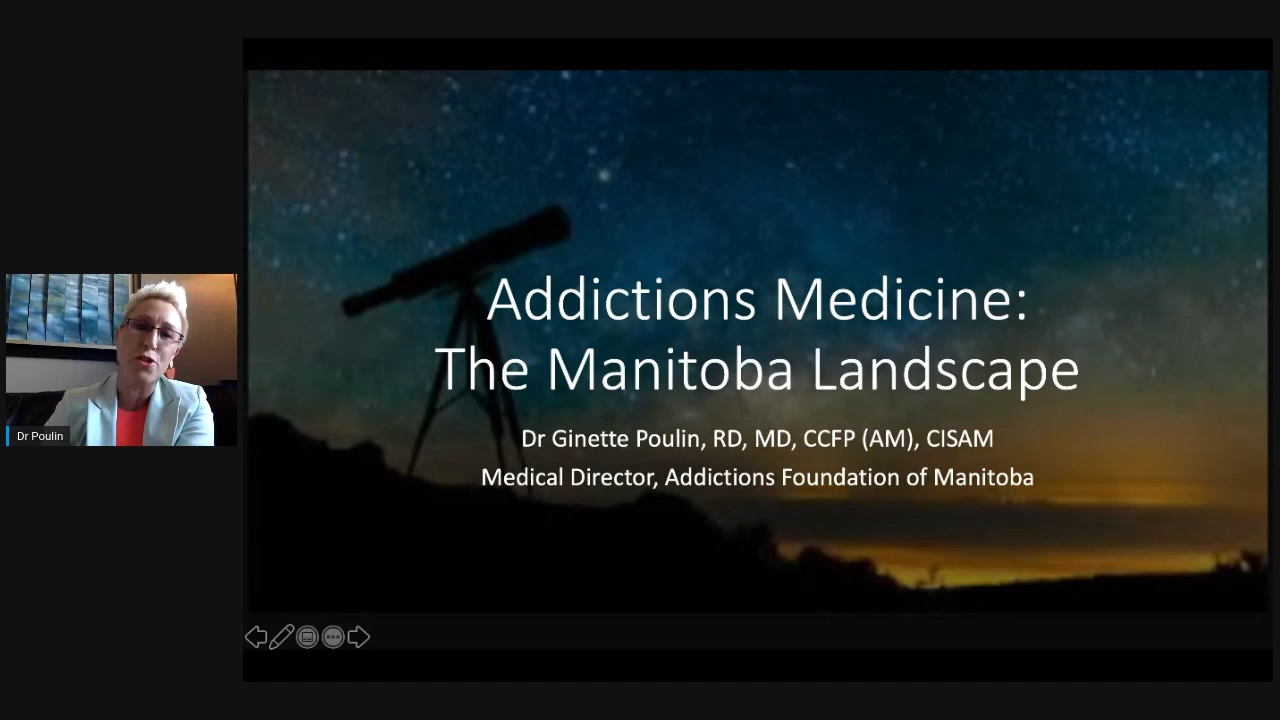 Addictions Medicine:
The Manitoba Landscape
Dr Ginette Poulin, RD, MD, CCFP (AM), CISAM
Medical Director, Addictions Foundation of Manitoba
Dr Poulin